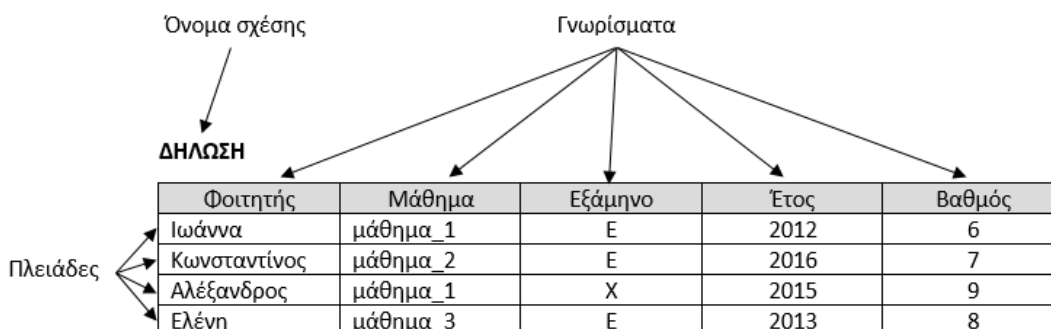 Όνομα σχέσης Γνωρίσματα
ΔΗΛΩΣΗ
Φοιτητής Μάθημα Εξάμηνο Έτος Βαθμός
Ιωάννα μάθημα_1 Ε 2012 6
Πλειάδες
Κωνσταντίνος μάθημα_2 Ε 2016 7
Αλέξανδρος μάθημα_1 Χ 2015 9
Ελένη μάθημα_3 Ε 2013 8